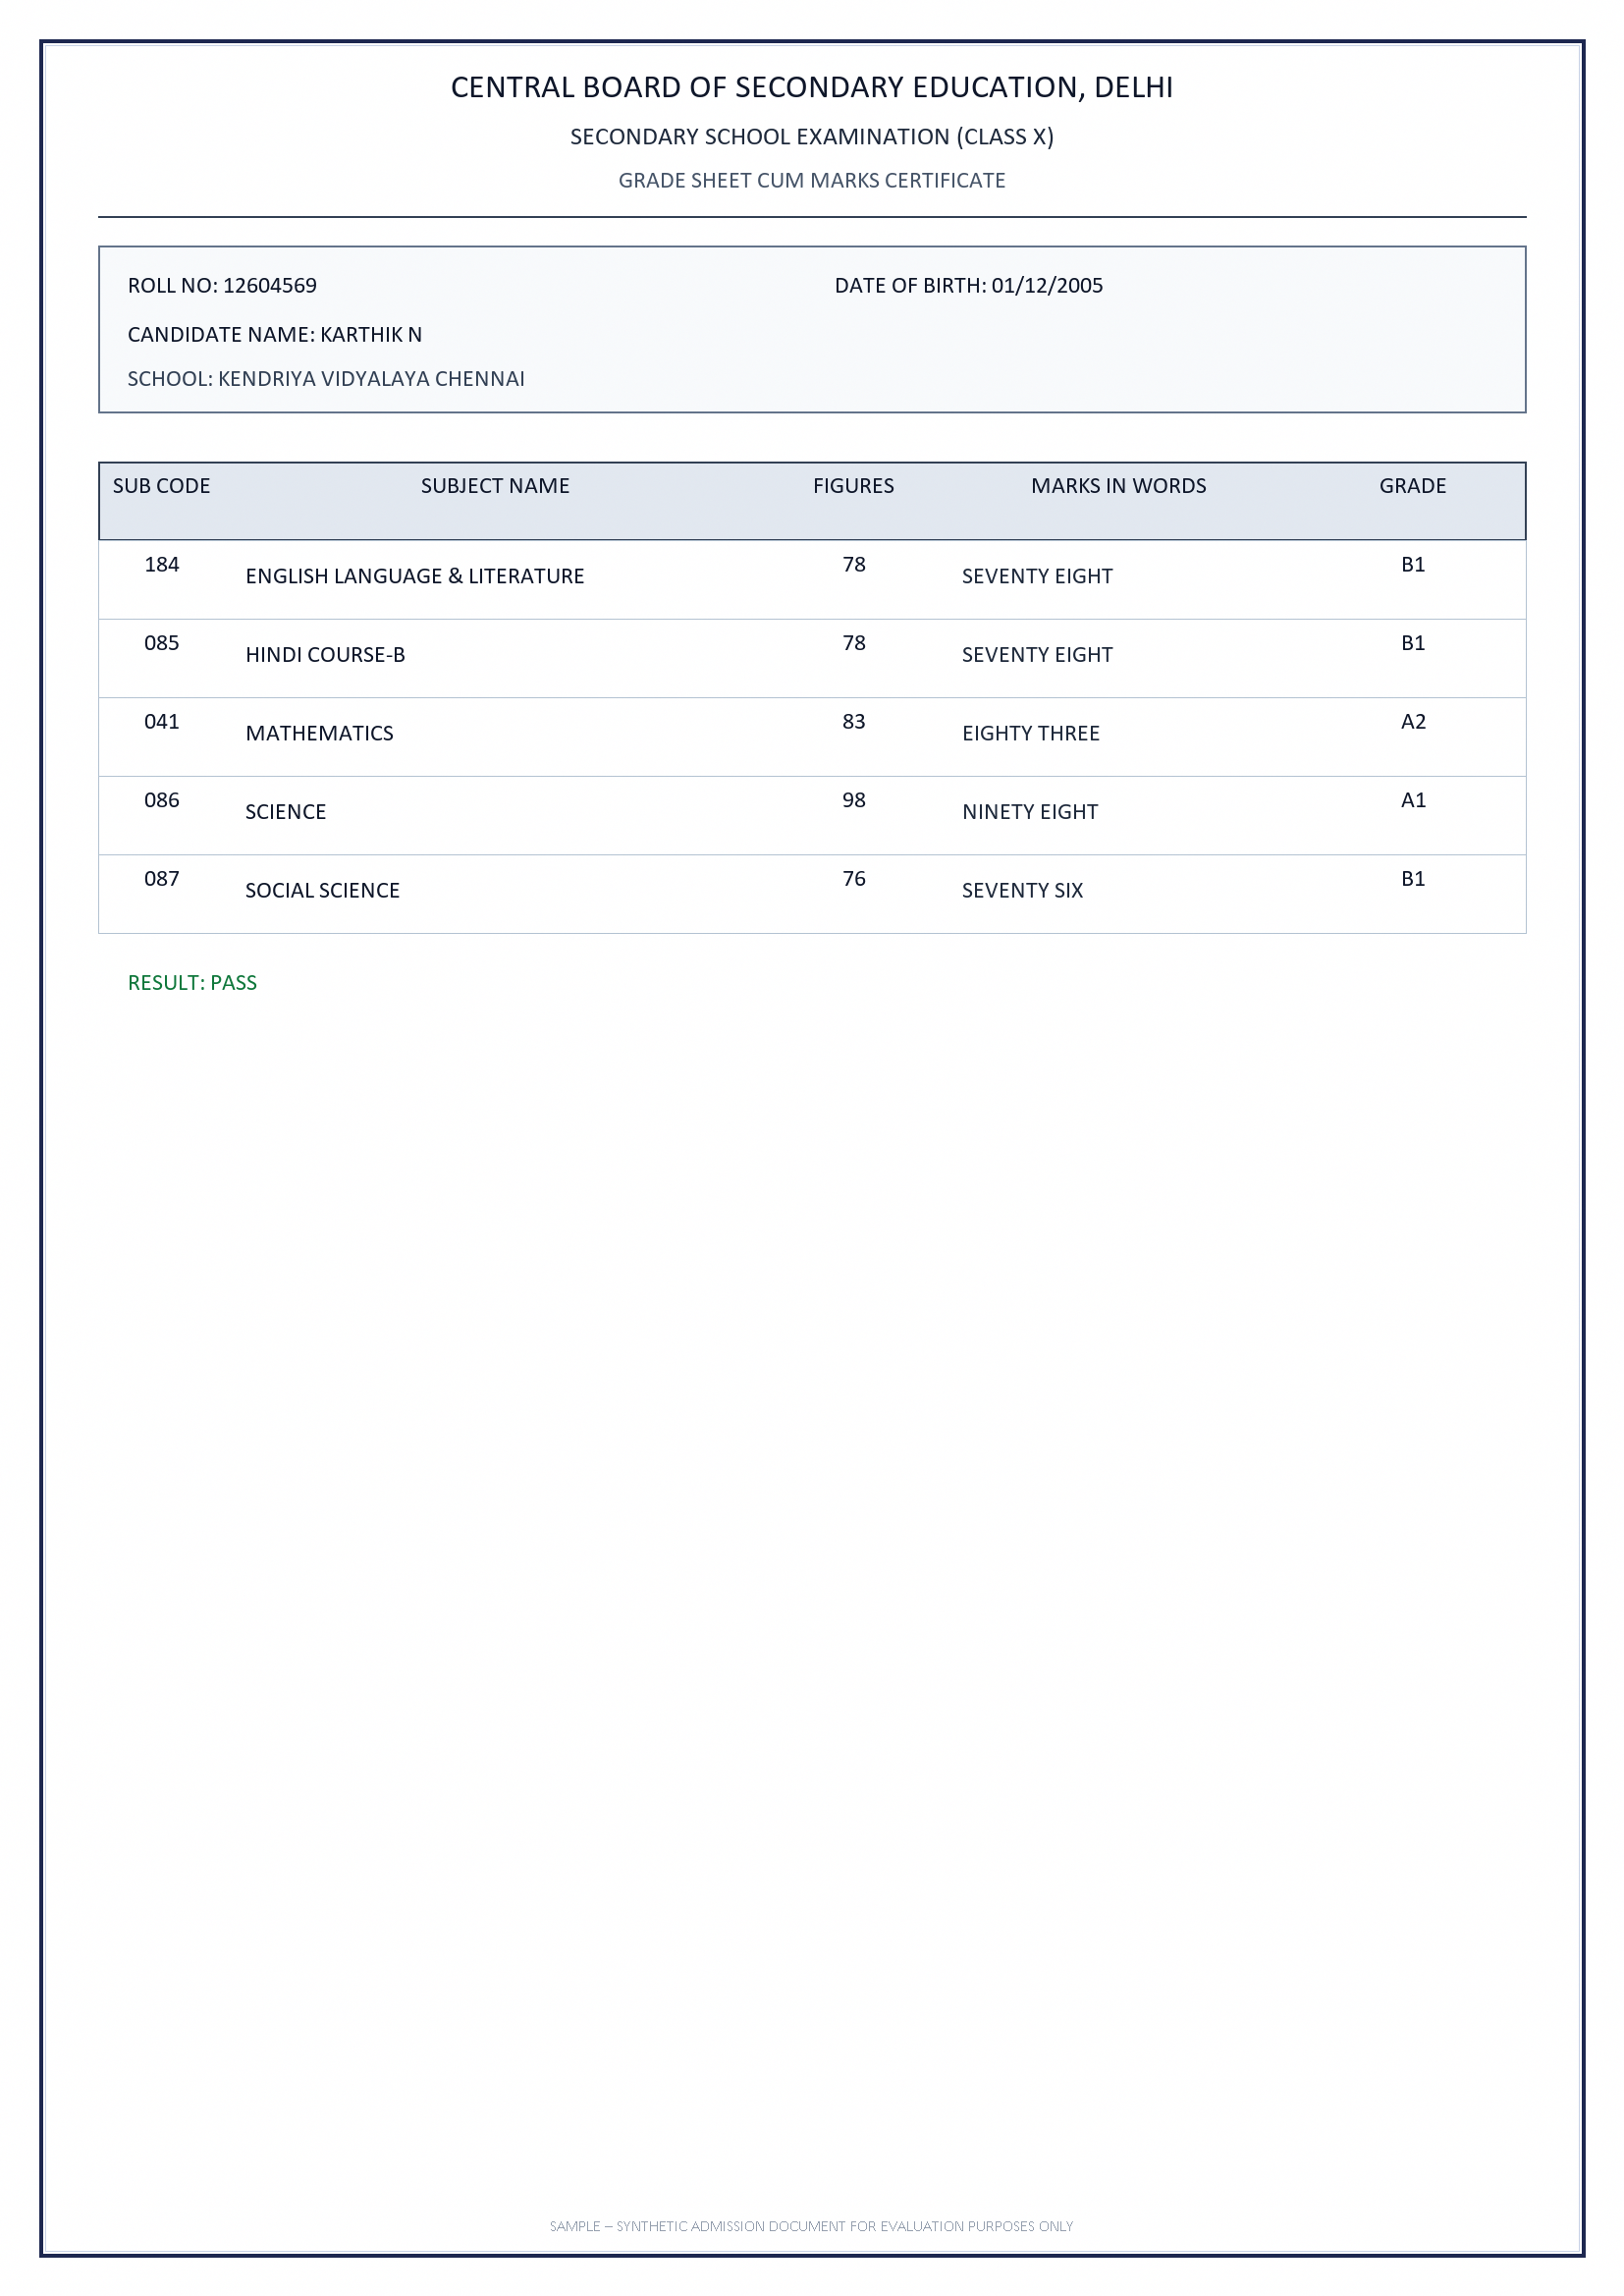 CENTRAL BOARD OF SECONDARY EDUCATION, DELHI
SECONDARY SCHOOL EXAMINATION (CLASS X)
GRADE SHEET CUM MARKS CERTIFICATE
ROLL NO: 12604569 DATE OF BIRTH: 01/12/2005
CANDIDATE NAME: KARTHIK N
SCHOOL: KENDRIYA VIDYALAYA CHENNAI
SUB CODE SUBJECT NAME FIGURES MARKS IN WORDS GRADE
184 ENGLISH LANGUAGE & LITERATURE 78 SEVENTY EIGHT B1
085 HINDI COURSE-B 78 SEVENTY EIGHT B1
041 MATHEMATICS 83 EIGHTY THREE A2
086 SCIENCE 98 NINETY EIGHT A1
087 SOCIAL SCIENCE 76 SEVENTY SIX B1
RESULT: PASS
SAMPLE – SYNTHETIC ADMISSION DOCUMENT FOR EVALUATION PURPOSES ONLY